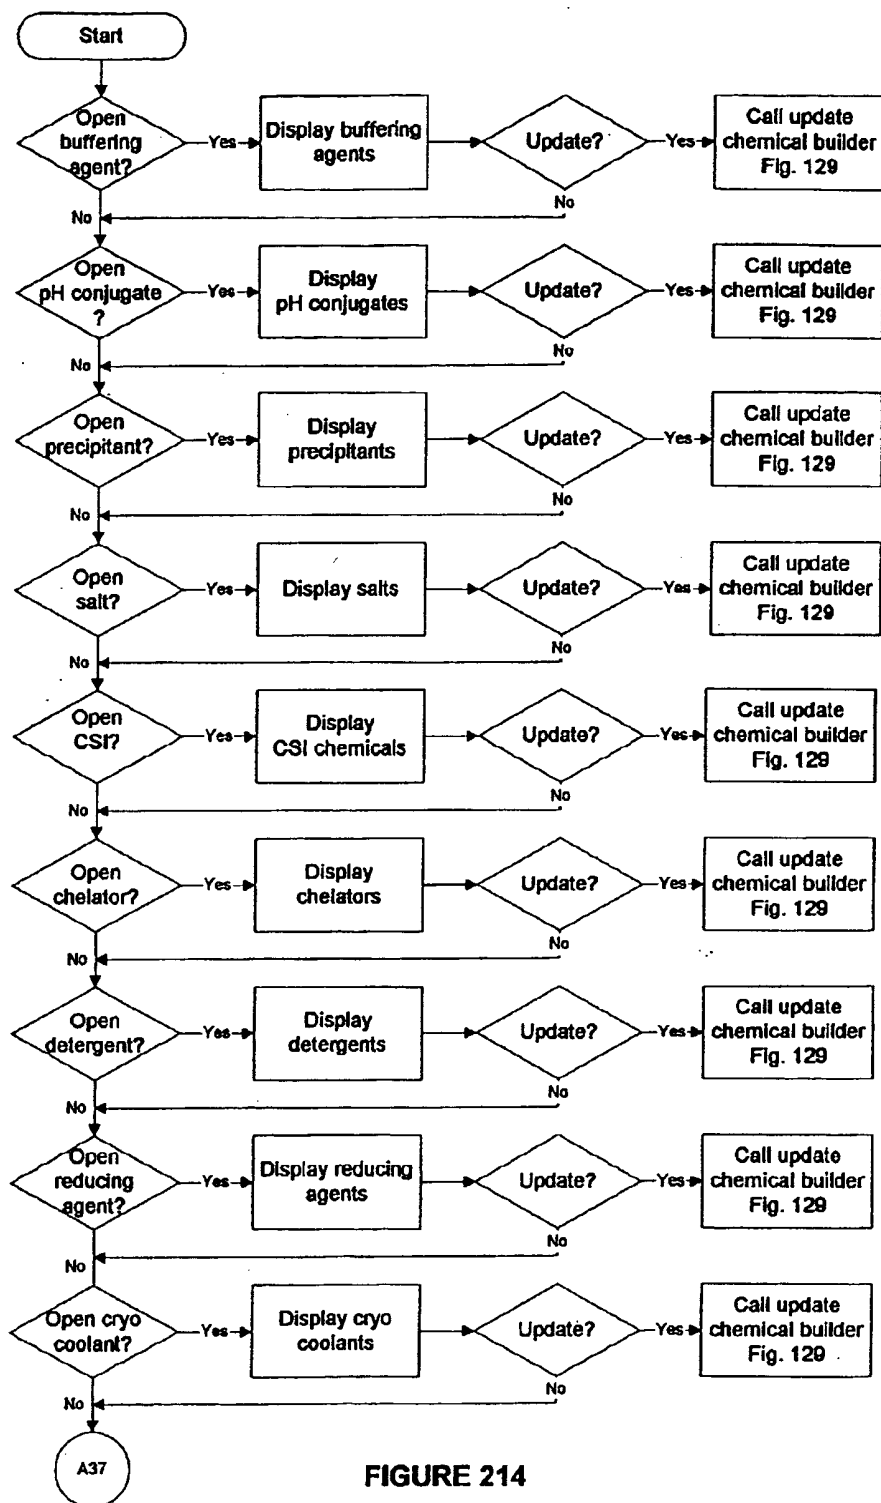 Start
Open
buffering
agent?
Yes
Display buffering
agents
Update?
Yes
Call update
chemical builder
Fig. 129
No
No
Open
pH conjugate
?
Yes
Display
pH conjugates
Update?
Yes
Call update
chemical builder
Fig. 129
No
No
Open
precipitant?
Yes
Display
precipitants
Update?
Yes
Call update
chemical builder
Fig. 129
No
No
Open
salt?
Yes
Display salts
Update?
Yes
Call update
chemical builder
Fig. 129
No
No
Open
CSI?
Yes
Display
CSI chemicals
Update?
Yes
Call update
chemical builder
Fig. 129
No
No
Open
chelator?
Yes
Display
chelators
Update?
Yes
Call update
chemical builder
Fig. 129
No
No
Open
detergent?
Yes
Display
detergents
Update?
Yes
Call update
chemical builder
Fig. 129
No
No
Open
reducing
agent?
Yes
Display reducing
agents
Update?
Yes
Call update
chemical builder
Fig. 129
No
No
Open cryo
coolant?
Yes
Display cryo
coolants
Update?
Yes
Call update
chemical builder
Fig. 129
No
No
A37
FIGURE 214